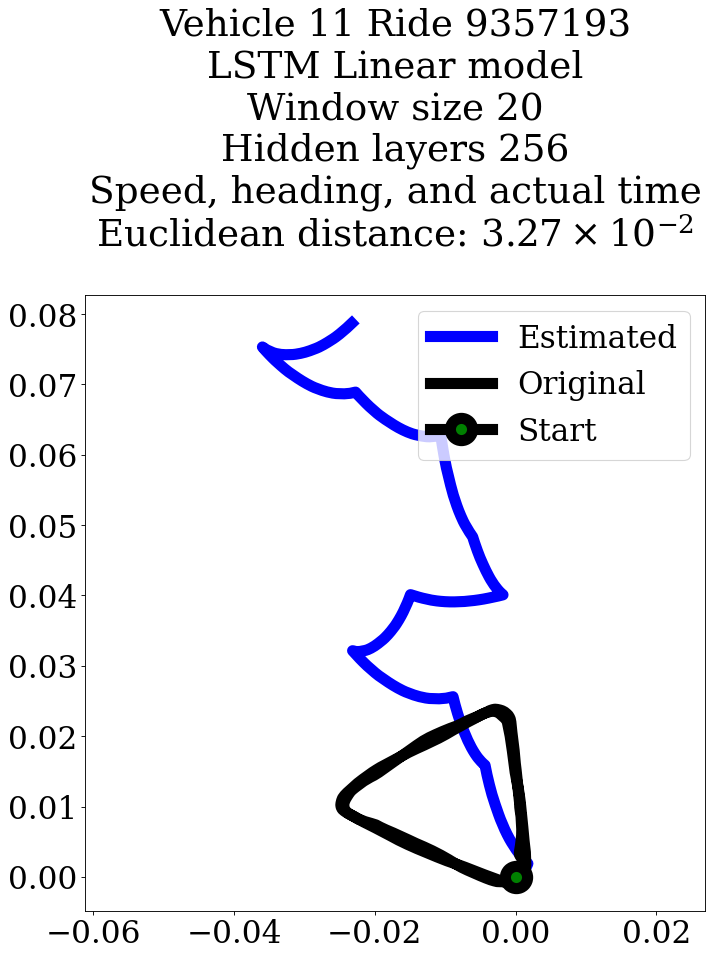 Vehicle 11 Ride 9357193
LSTM Linear model
Window size 20
Hidden layers 256
Speed, heading, and actual time
Euclidean distance: 3.27 × 10⁻²
Estimated
Original
Start
0.08
0.07
0.06
0.05
0.04
0.03
0.02
0.01
0.00
−0.06 −0.04 −0.02 0.00 0.02